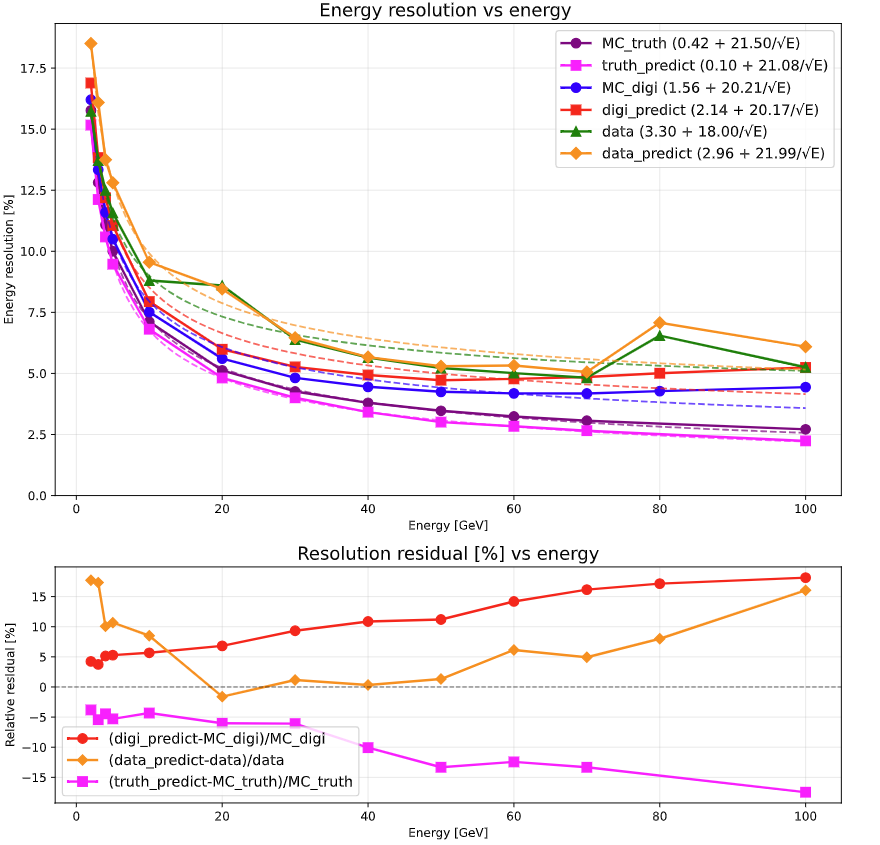 Energy resolution vs energy
Energy resolution [%]
17.5
15.0
12.5
10.0
7.5
5.0
2.5
0.0
MC_truth (0.42 + 21.50/√E)
truth_predict (0.10 + 21.08/√E)
MC_digi (1.56 + 20.21/√E)
digi_predict (2.14 + 20.17/√E)
data (3.30 + 18.00/√E)
data_predict (2.96 + 21.99/√E)
0 20 40 60 80 100
Energy [GeV]
Resolution residual [%] vs energy
Relative residual [%]
15
10
5
0
−5
−10
−15
(digi_predict-MC_digi)/MC_digi
(data_predict-data)/data
(truth_predict-MC_truth)/MC_truth
0 20 40 60 80 100
Energy [GeV]